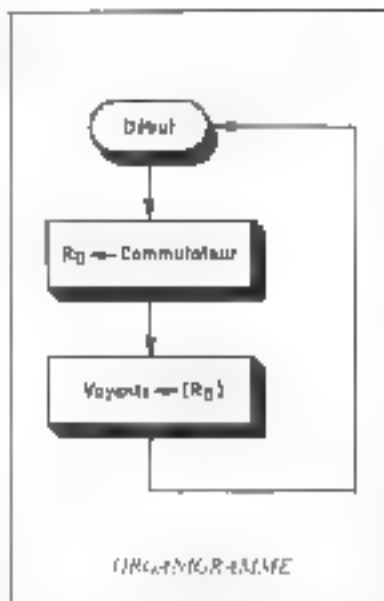 Début
R0 ← Commutateur
Voyants ← (R0)
ORGANIGRAMME